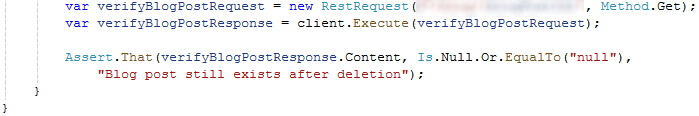 var verifyBlogPostRequest = new RestRequest( , Method.Get);
var verifyBlogPostResponse = client.Execute(verifyBlogPostRequest);
Assert.That(verifyBlogPostResponse.Content, Is.Null.Or.EqualTo("null"),
"Blog post still exists after deletion");
}
}